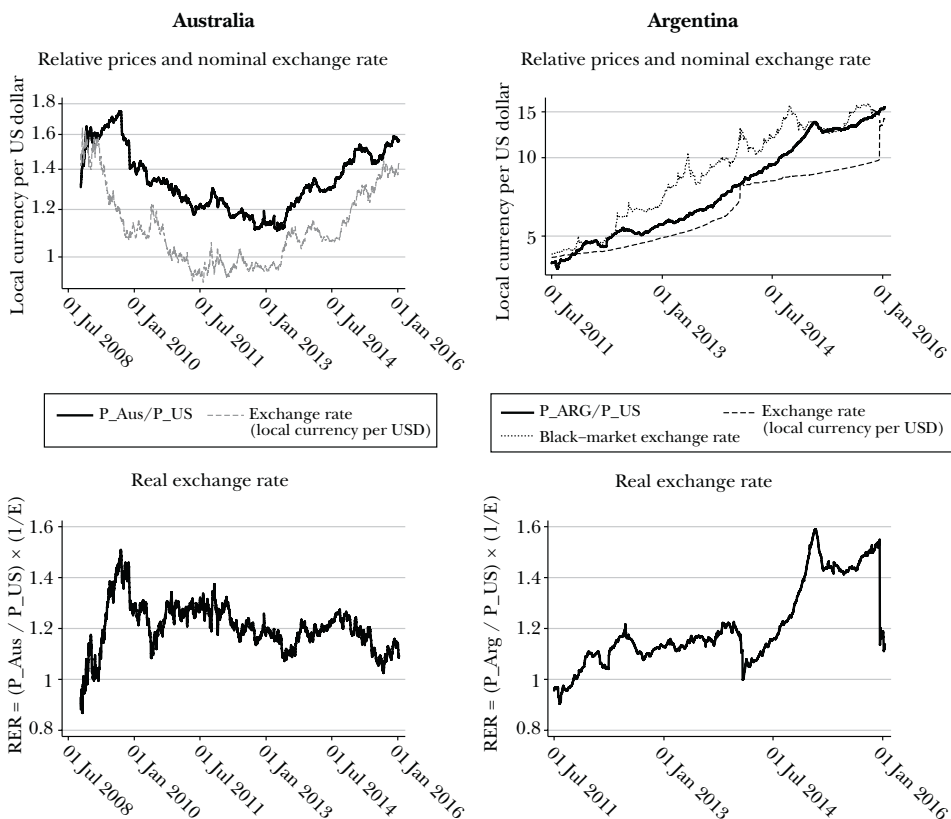 Australia
Relative prices and nominal exchange rate
Local currency per US dollar
1.8
1.6
1.4
1.2
1
01 Jul 2008
01 Jan 2010
01 Jul 2011
01 Jan 2013
01 Jul 2014
01 Jan 2016
P_Aus/P_US
Exchange rate
(local currency per USD)
Argentina
Relative prices and nominal exchange rate
Local currency per US dollar
15
10
5
01 Jul 2011
01 Jan 2013
01 Jul 2014
01 Jan 2016
P_ARG/P_US
Exchange rate
(local currency per USD)
Black–market exchange rate
Real exchange rate
RER = (P_Aus / P_US) × (1/E)
1.6
1.4
1.2
1
0.8
01 Jul 2008
01 Jan 2010
01 Jul 2011
01 Jan 2013
01 Jul 2014
01 Jan 2016
Real exchange rate
RER = (P_Arg / P_US) × (1/E)
1.6
1.4
1.2
1
0.8
01 Jul 2011
01 Jan 2013
01 Jul 2014
01 Jan 2016